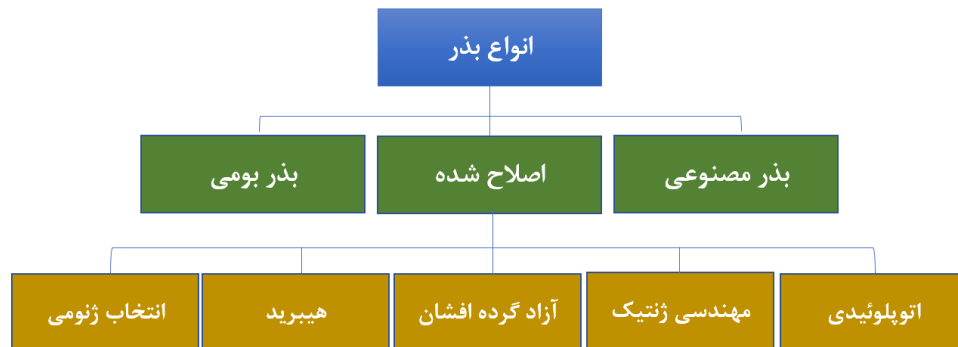 انواع بذر
بذر مصنوعی
اصلاح شده
بذر بومی
اتوپلوئیدی
مهندسی ژنتیک
آزاد گرده افشان
هیبرید
انتخاب ژنومی